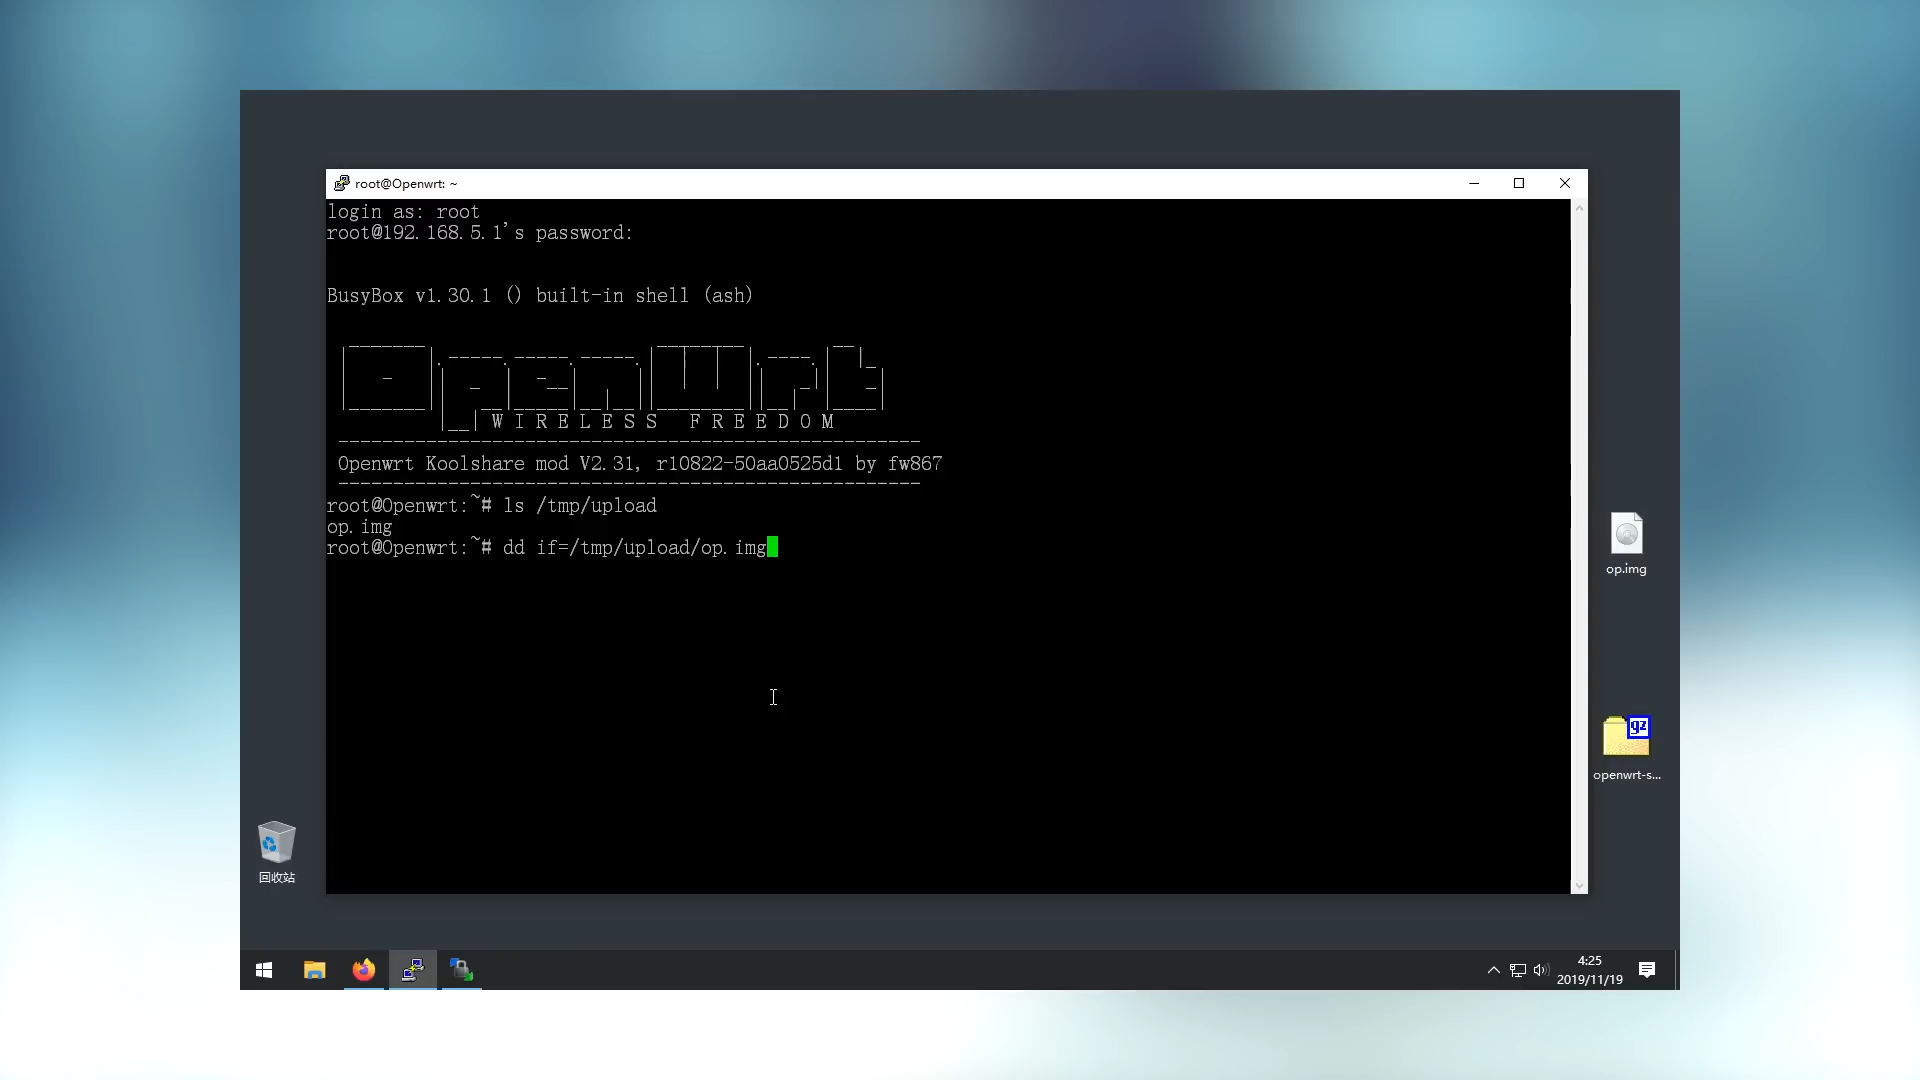 root@Openwrt: ~
login as: root
root@192.168.5.1's password:
BusyBox v1.30.1 () built-in shell (ash)
OpenWrt
W I R E L E S S   F R E E D O M
-----------------------------------------------------
Openwrt Koolshare mod V2.31, r10822-50aa0525d1 by fw867
-----------------------------------------------------
root@Openwrt:~# ls /tmp/upload
op.img
root@Openwrt:~# dd if=/tmp/upload/op.img
op.img
gz
openwrt-s...
回收站
4:25
2019/11/19